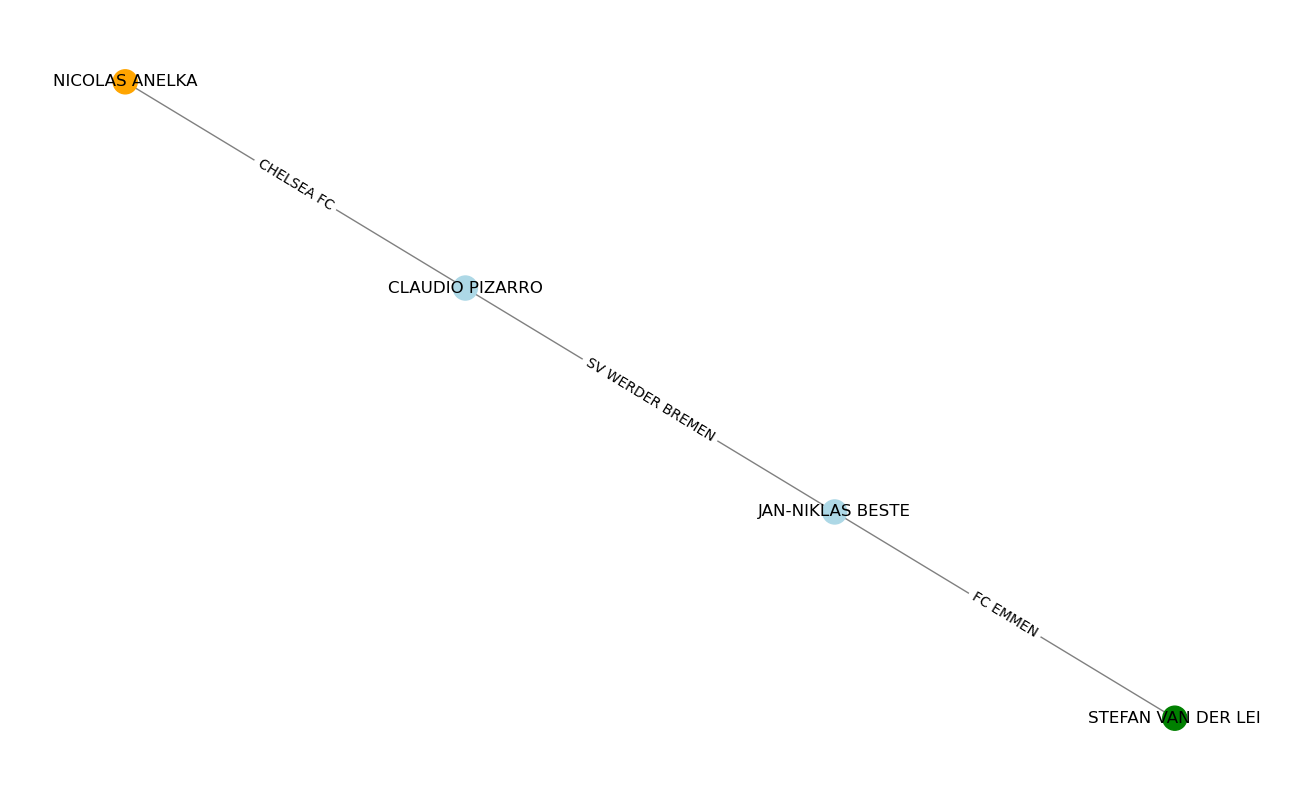 NICOLAS ANELKA
CHELSEA FC
CLAUDIO PIZARRO
SV WERDER BREMEN
JAN-NIKLAS BESTE
FC EMMEN
STEFAN VAN DER LEI